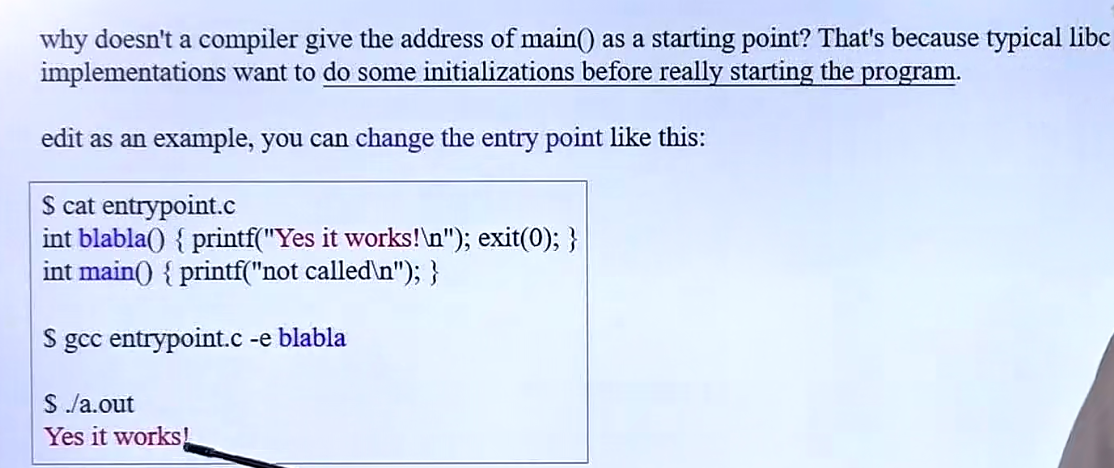 why doesn't a compiler give the address of main() as a starting point? That's because typical libc
implementations want to do some initializations before really starting the program.
edit as an example, you can change the entry point like this:
$ cat entrypoint.c
int blabla() { printf("Yes it works!\n"); exit(0); }
int main() { printf("not called\n"); }
$ gcc entrypoint.c -e blabla
$ ./a.out
Yes it works!